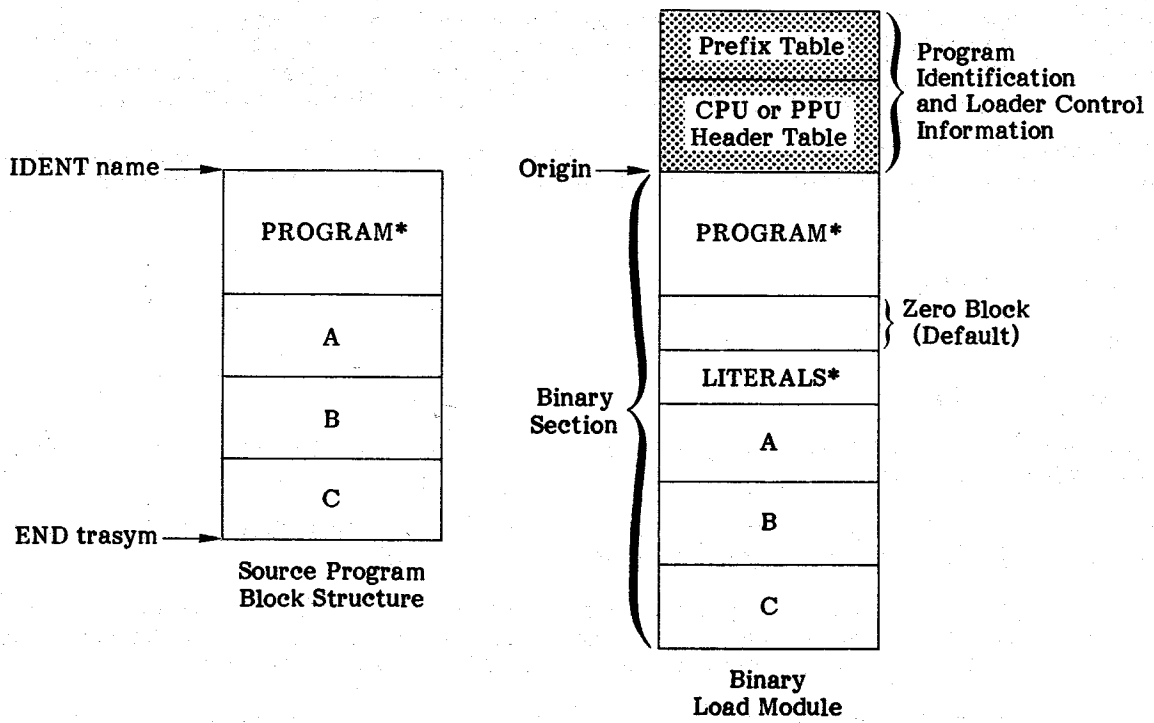 IDENT name
PROGRAM*
A
B
C
END trasym
Source Program
Block Structure
Prefix Table
CPU or PPU
Header Table
Program
Identification
and Loader Control
Information
Origin
PROGRAM*
Zero Block
(Default)
LITERALS*
Binary
Section
A
B
C
Binary
Load Module